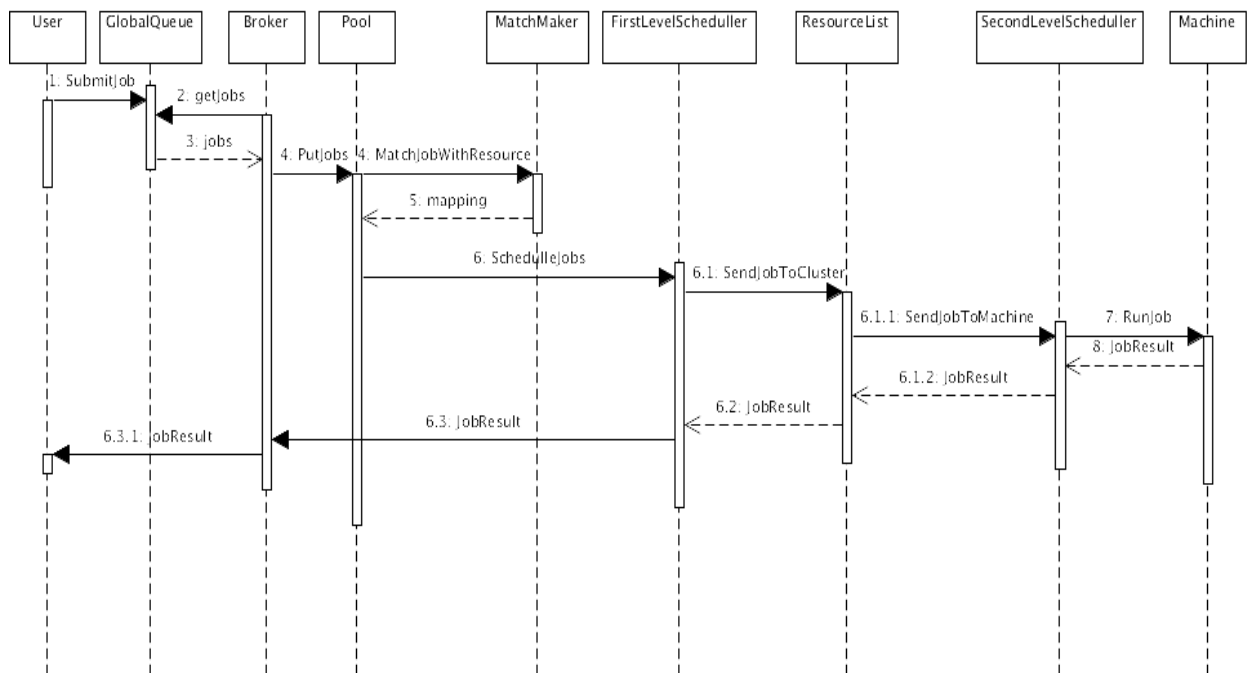 User
GlobalQueue
Broker
Pool
MatchMaker
FirstLevelScheduller
ResourceList
SecondLevelScheduller
Machine
1: SubmitJob
2: getJobs
3: jobs
4: PutJobs
4: MatchJobWithResource
5: mapping
6: SchedulleJobs
6.1: SendJobToCluster
6.1.1: SendJobToMachine
7: RunJob
8: JobResult
6.1.2: JobResult
6.2: JobResult
6.3: JobResult
6.3.1: JobResult